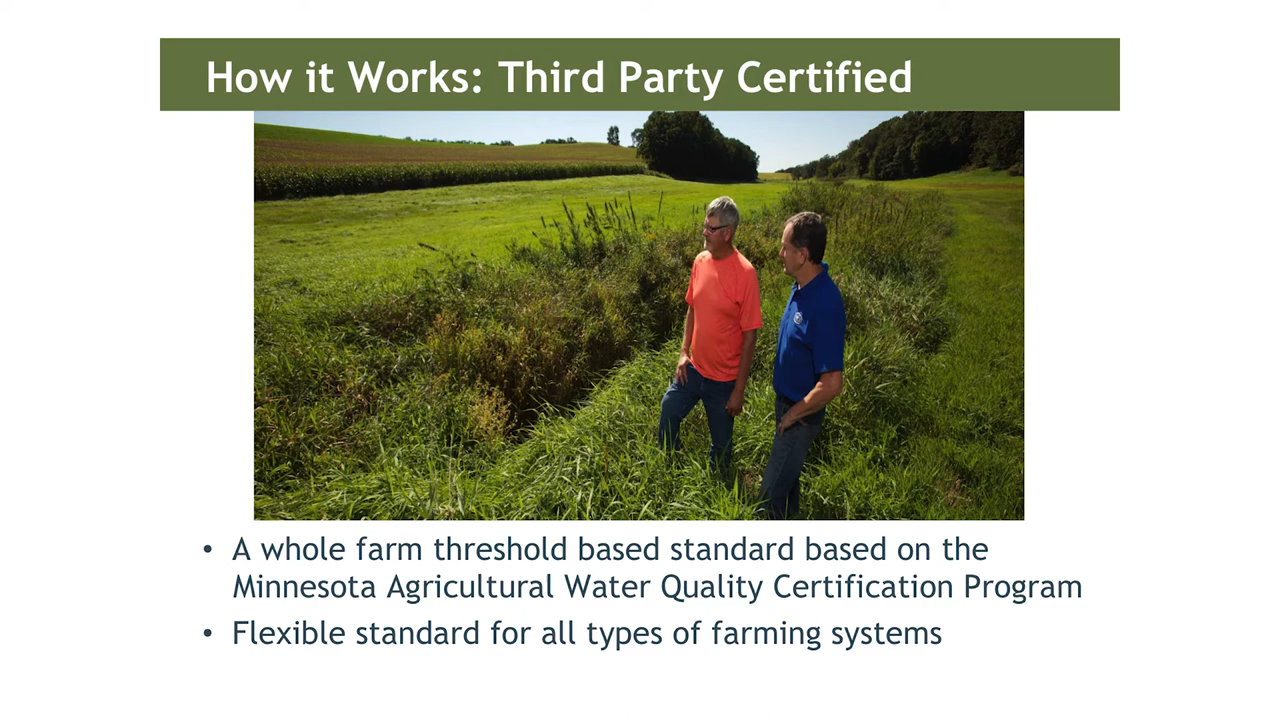 How it Works: Third Party Certified
• A whole farm threshold based standard based on the
Minnesota Agricultural Water Quality Certification Program
• Flexible standard for all types of farming systems